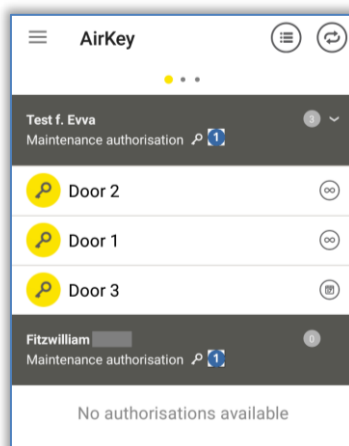 AirKey
Test f. Evva
3
Maintenance authorisation 1
Door 2
Door 1
Door 3
Fitzwilliam
0
Maintenance authorisation 1
No authorisations available